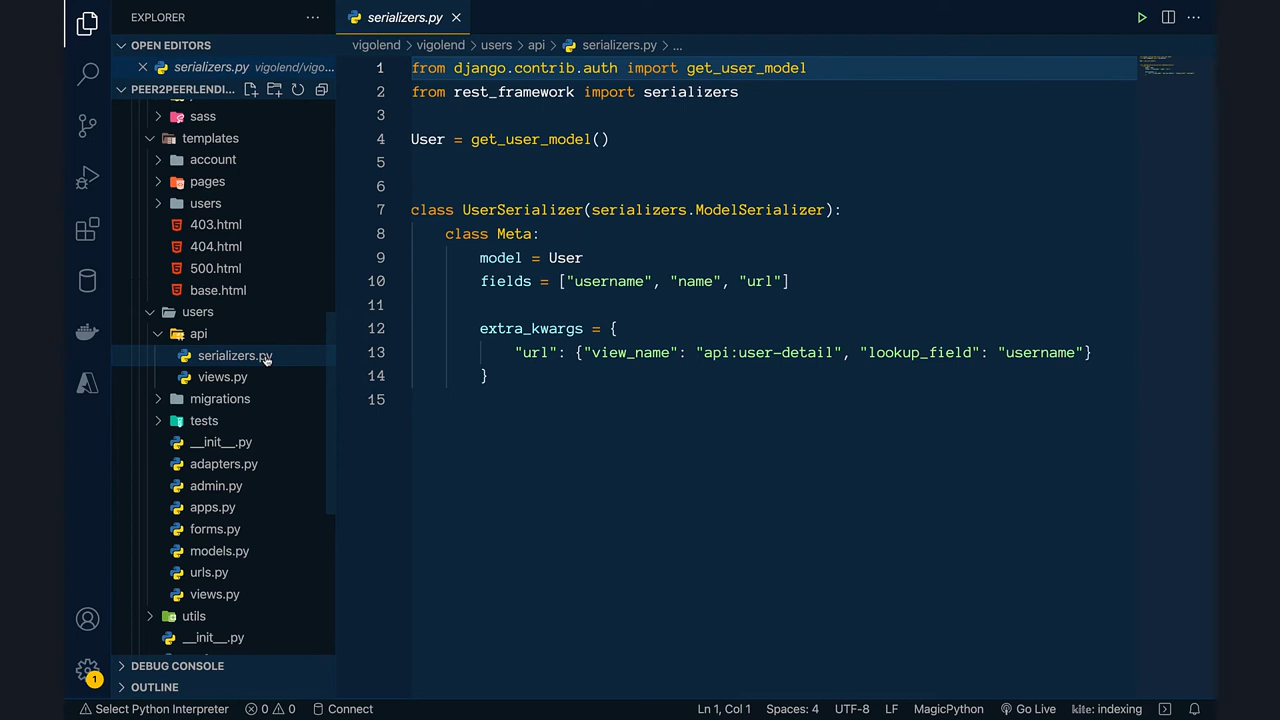 EXPLORER
OPEN EDITORS
serializers.py vigolend/vigo...
PEER2PEERLENDI...
sass
templates
account
pages
users
403.html
404.html
500.html
base.html
users
api
serializers.py
views.py
migrations
tests
__init__.py
adapters.py
admin.py
apps.py
forms.py
models.py
urls.py
views.py
utils
__init__.py
DEBUG CONSOLE
OUTLINE
1
serializers.py
vigolend > vigolend > users > api > serializers.py > ...
1 from django.contrib.auth import get_user_model
2 from rest_framework import serializers
3
4 User = get_user_model()
5
6
7 class UserSerializer(serializers.ModelSerializer):
8 class Meta:
9 model = User
10 fields = ["username", "name", "url"]
11
12 extra_kwargs = {
13 "url": {"view_name": "api:user-detail", "lookup_field": "username"}
14 }
15
Select Python Interpreter 0 0 Connect Ln 1, Col 1 Spaces: 4 UTF-8 LF MagicPython Go Live kite: indexing